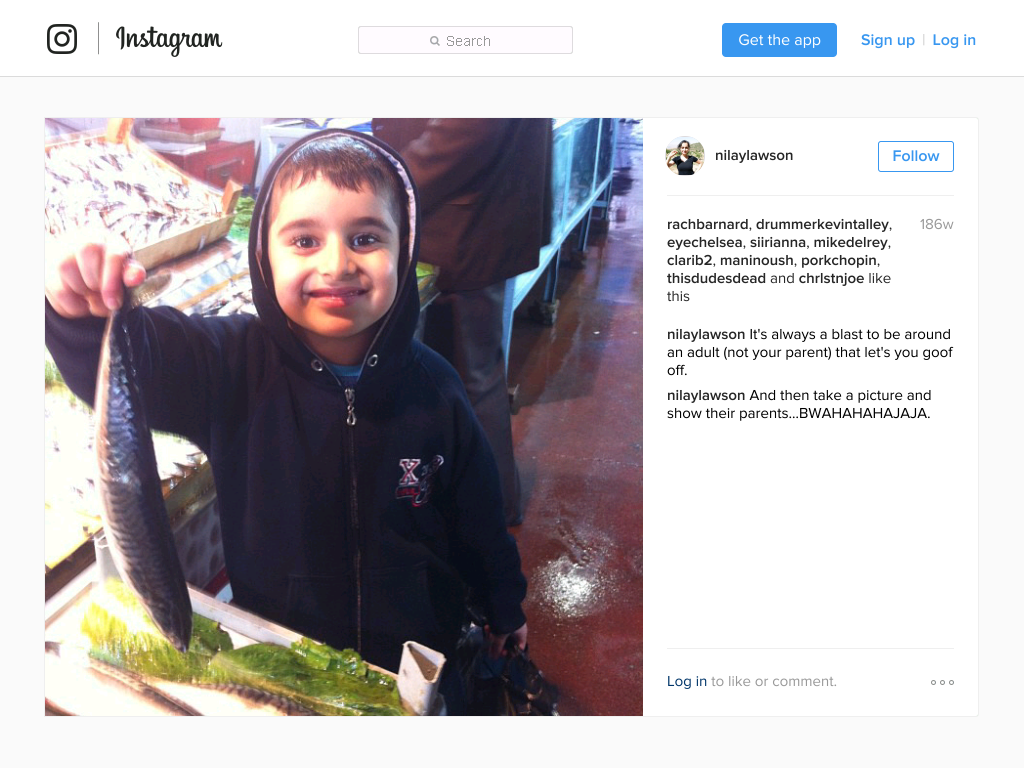 Instagram
Search
Get the app
Sign up | Log in
nilaylawson
Follow
rachbarnard, drummerkevintalley,
186w
eyechelsea, siirianna, mikedelrey,
clarib2, maninoush, porkchopin,
thisdudesdead and chrlstnjoe like
this
nilaylawson It's always a blast to be around
an adult (not your parent) that let's you goof
off.
nilaylawson And then take a picture and
show their parents...BWAHAHAHAJAJA.
X
Log in to like or comment.